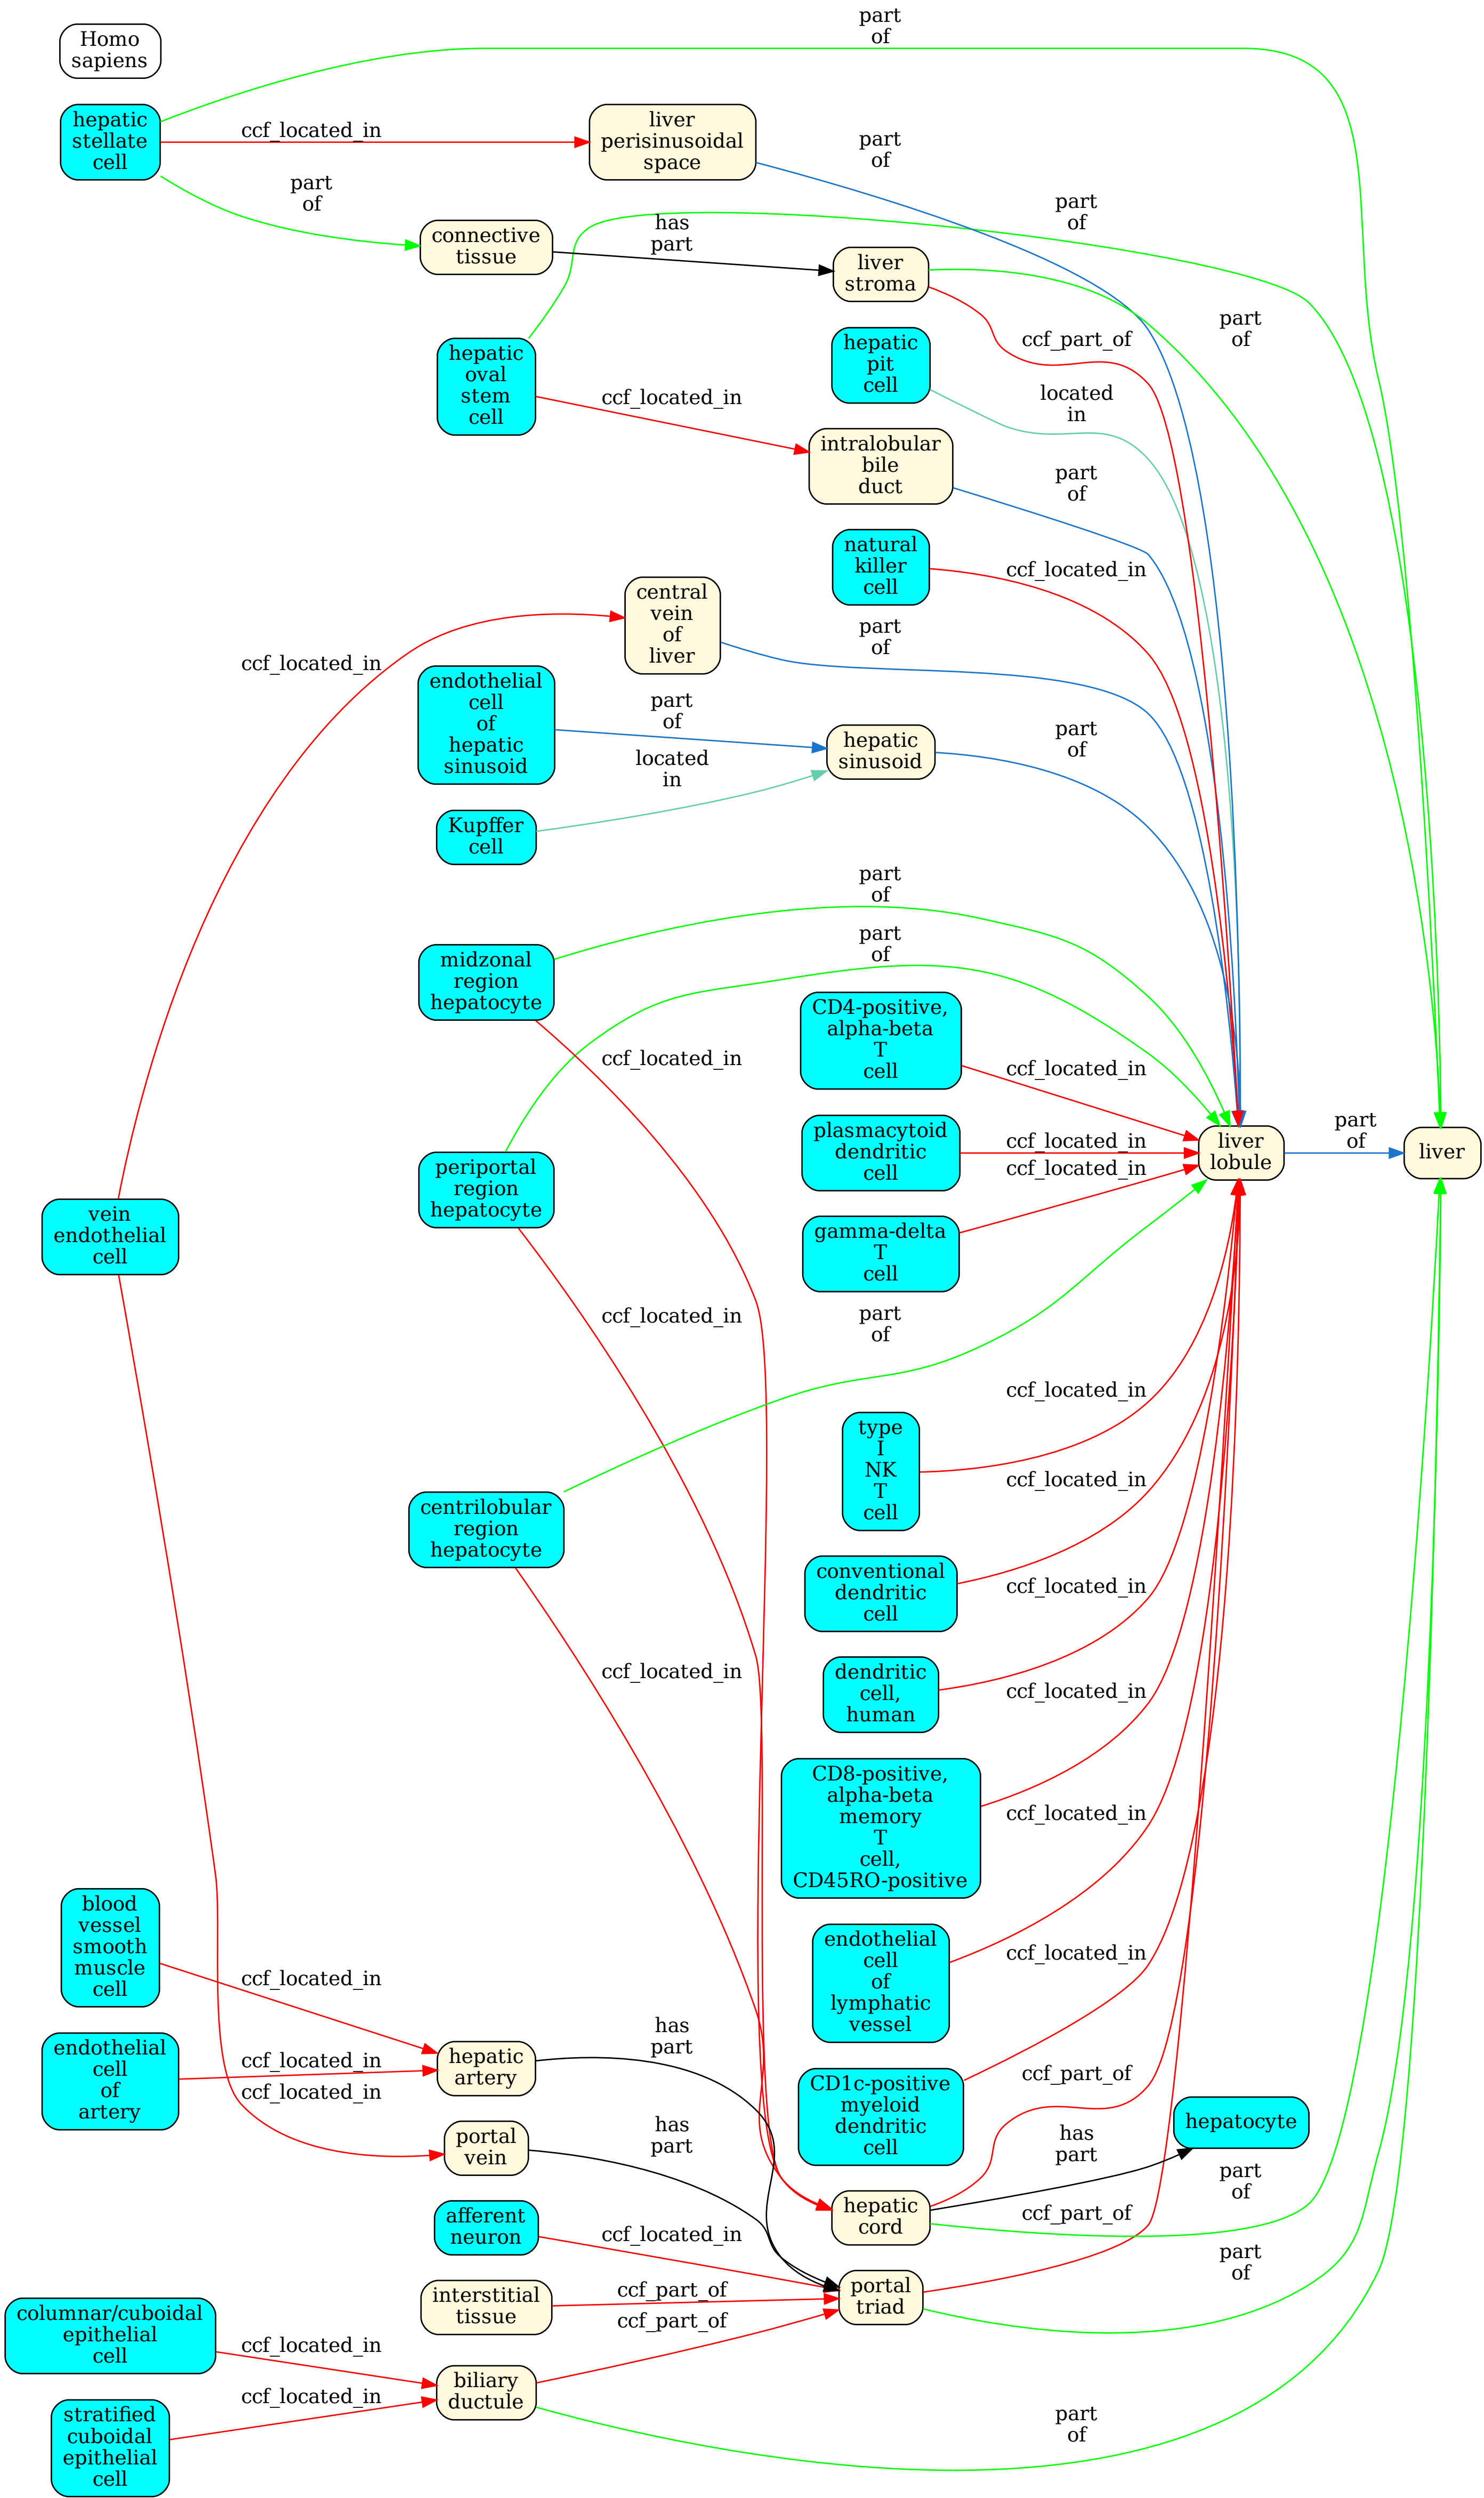 part
of
Homo
sapiens
hepatic
stellate
cell
ccf_located_in
liver
perisinusoidal
space
part
of
part
of
connective
tissue
has
part
part
of
liver
stroma
ccf_part_of
part
of
hepatic
pit
cell
hepatic
oval
stem
cell
ccf_located_in
located
in
intralobular
bile
duct
part
of
natural
killer
cell
ccf_located_in
central
vein
of
liver
part
of
ccf_located_in
endothelial
cell
of
hepatic
sinusoid
part
of
hepatic
sinusoid
part
of
located
in
Kupffer
cell
part
of
midzonal
region
hepatocyte
part
of
ccf_located_in
CD4-positive,
alpha-beta
T
cell
ccf_located_in
plasmacytoid
dendritic
cell
ccf_located_in
ccf_located_in
liver
lobule
part
of
liver
periportal
region
hepatocyte
vein
endothelial
cell
gamma-delta
T
cell
ccf_located_in
part
of
type
I
NK
T
cell
ccf_located_in
centrilobular
region
hepatocyte
ccf_located_in
conventional
dendritic
cell
ccf_located_in
ccf_located_in
dendritic
cell,
human
ccf_located_in
CD8-positive,
alpha-beta
memory
T
cell,
CD45RO-positive
ccf_located_in
blood
vessel
smooth
muscle
cell
ccf_located_in
endothelial
cell
of
lymphatic
vessel
ccf_located_in
endothelial
cell
of
artery
ccf_located_in
ccf_located_in
hepatic
artery
has
part
CD1c-positive
myeloid
dendritic
cell
ccf_part_of
hepatocyte
portal
vein
has
part
has
part
part
of
hepatic
cord
ccf_part_of
afferent
neuron
ccf_located_in
interstitial
tissue
ccf_part_of
portal
triad
part
of
columnar/cuboidal
epithelial
cell
ccf_located_in
ccf_part_of
biliary
ductule
ccf_located_in
stratified
cuboidal
epithelial
cell
part
of